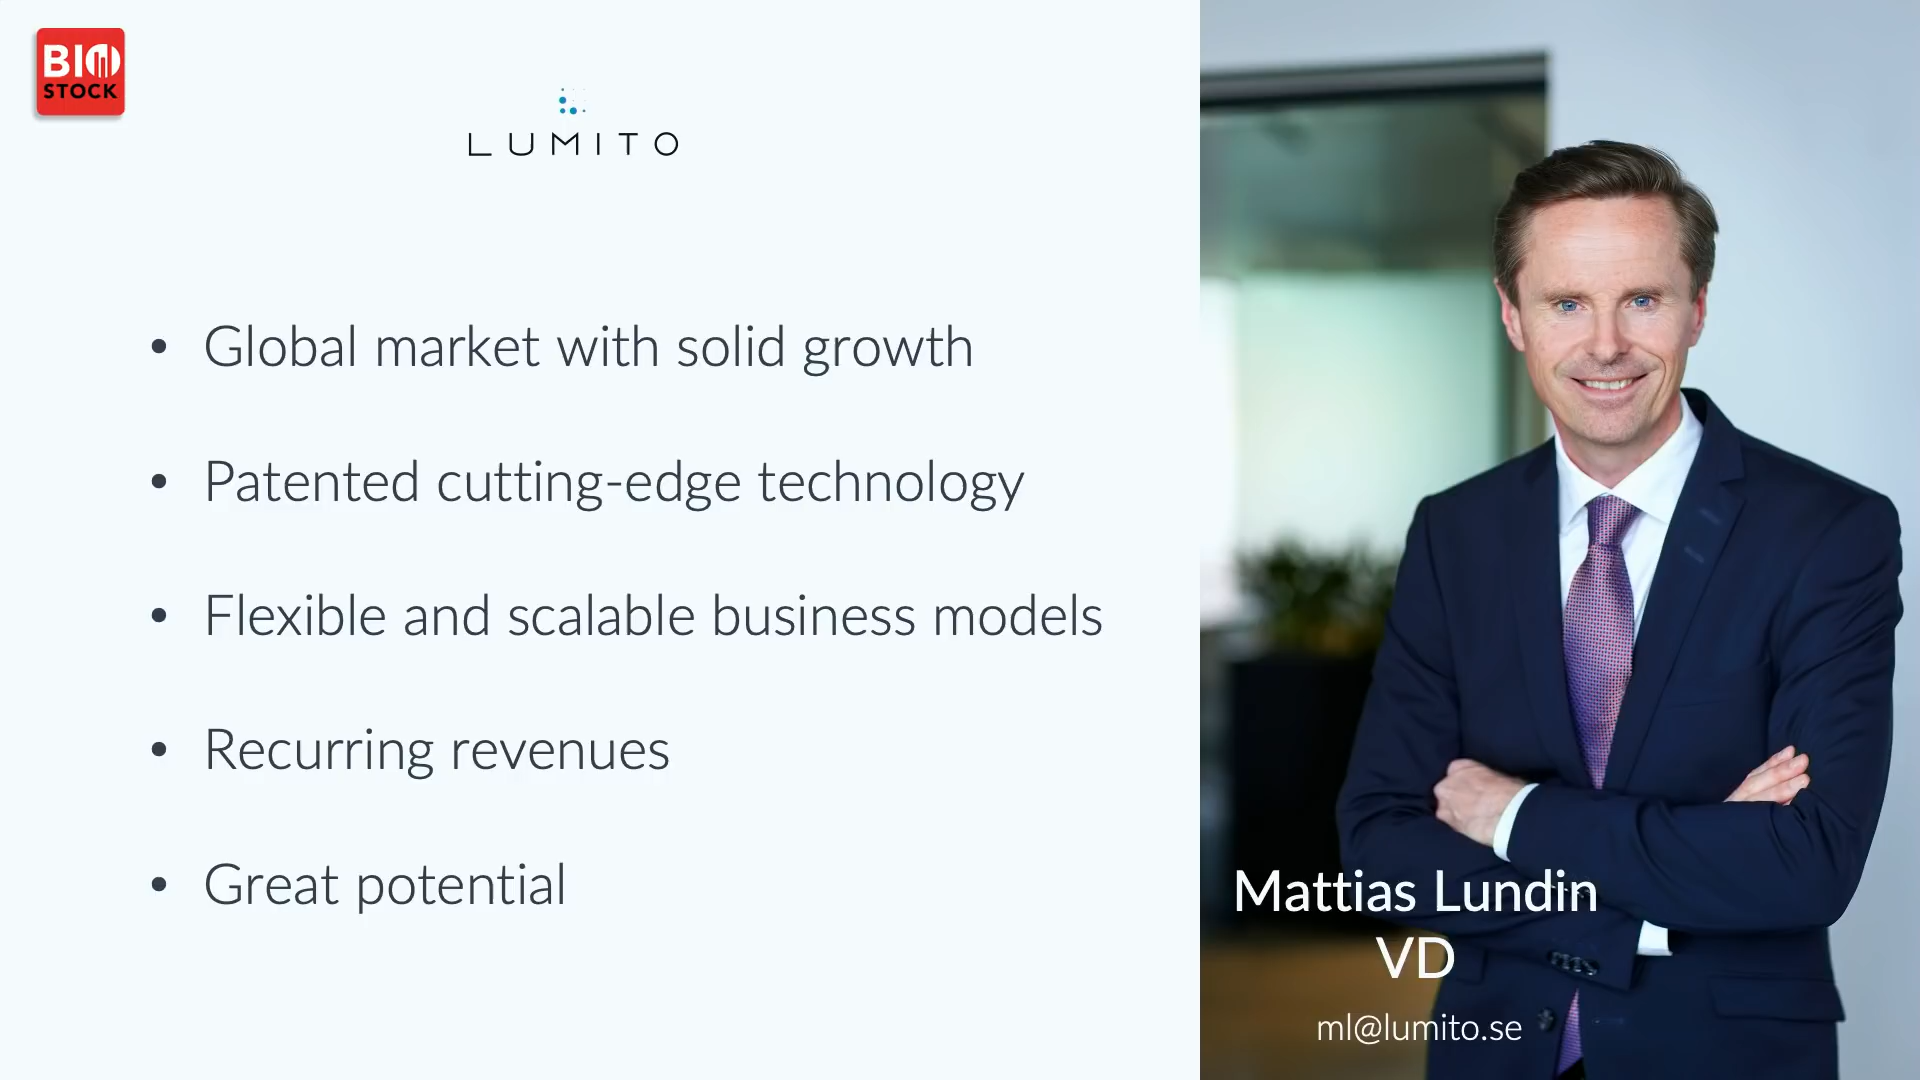 BIO
STOCK
LUMITO
• Global market with solid growth
• Patented cutting-edge technology
• Flexible and scalable business models
• Recurring revenues
• Great potential
Mattias Lundin
VD
ml@lumito.se